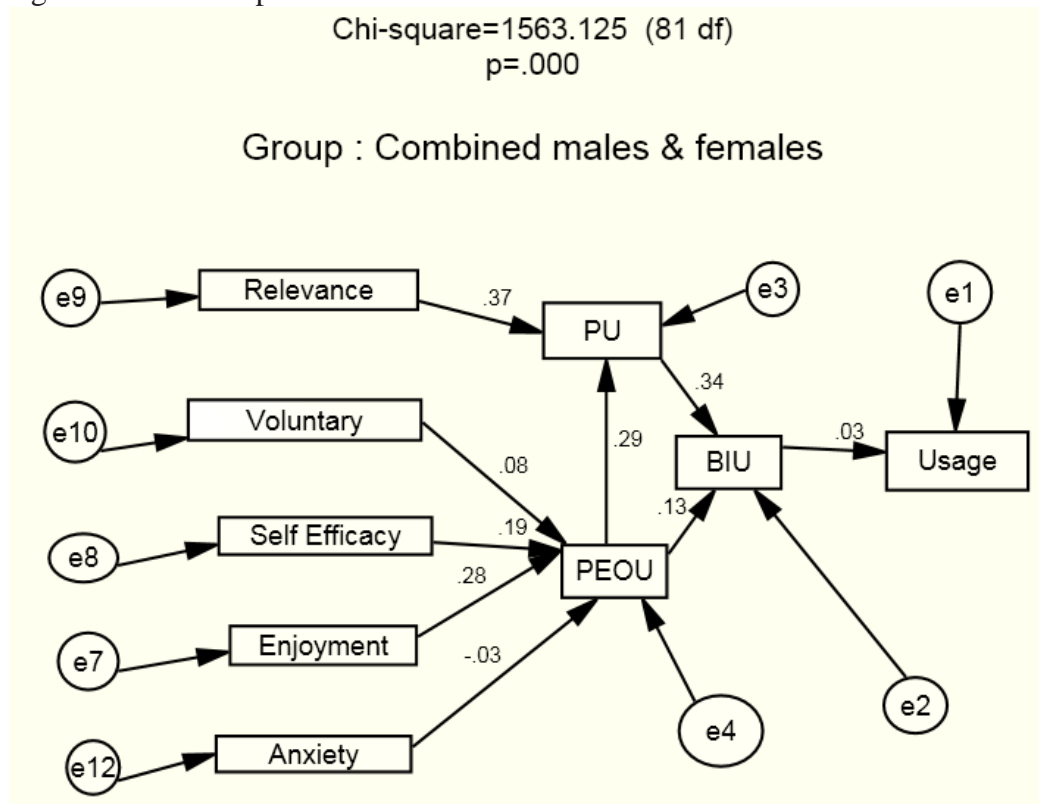 Chi-square=1563.125 (81 df)
p=.000
Group : Combined males & females
e9
Relevance
.37
PU
e3
e1
.34
e10
Voluntary
.08
.29
BIU
.03
Usage
e8
Self Efficacy
.19
.13
PEOU
.28
e7
Enjoyment
-.03
e4
e2
e12
Anxiety